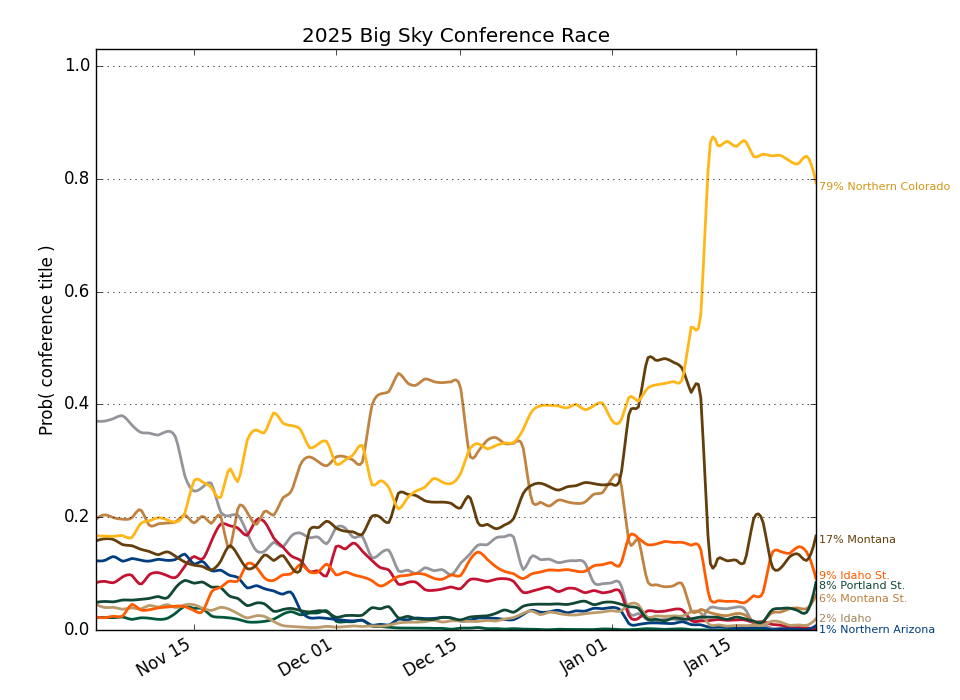 2025 Big Sky Conference Race
Prob( conference title )
1.0
0.8
0.6
0.4
0.2
0.0
Nov 15
Dec 01
Dec 15
Jan 01
Jan 15
79% Northern Colorado
17% Montana
9% Idaho St.
8% Portland St.
6% Montana St.
2% Idaho
1% Northern Arizona